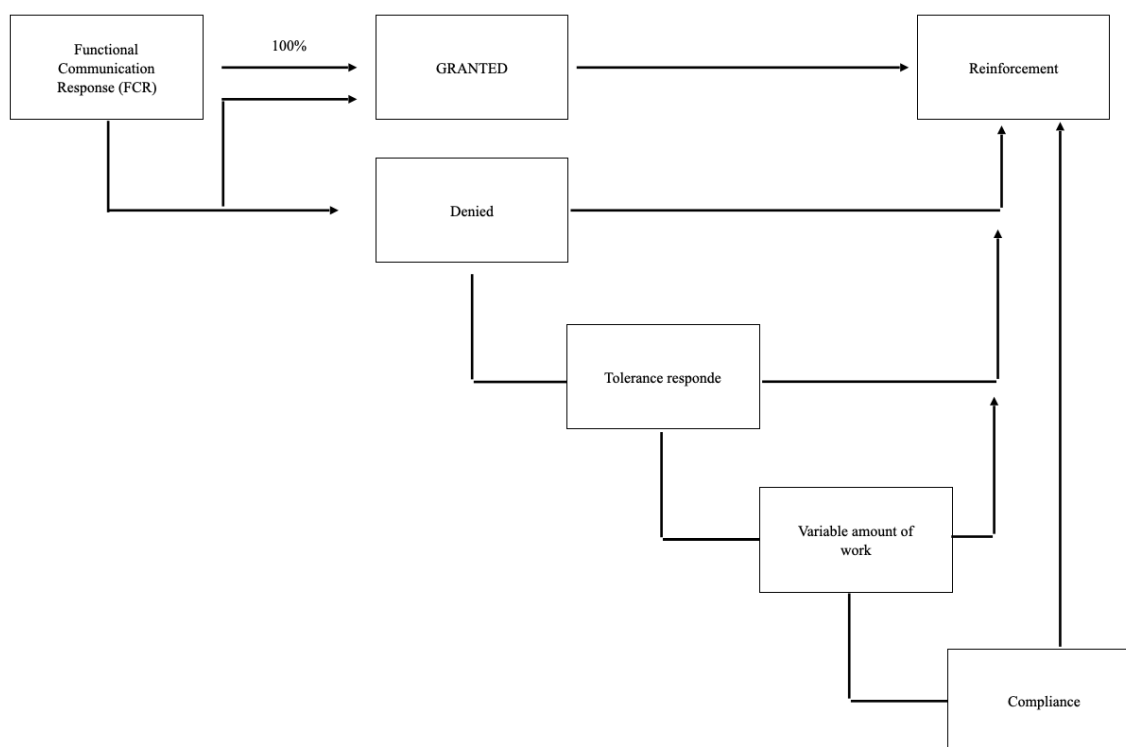 Functional
Communication
Response (FCR)
100%
GRANTED
Reinforcement
Denied
Tolerance responde
Variable amount of
work
Compliance